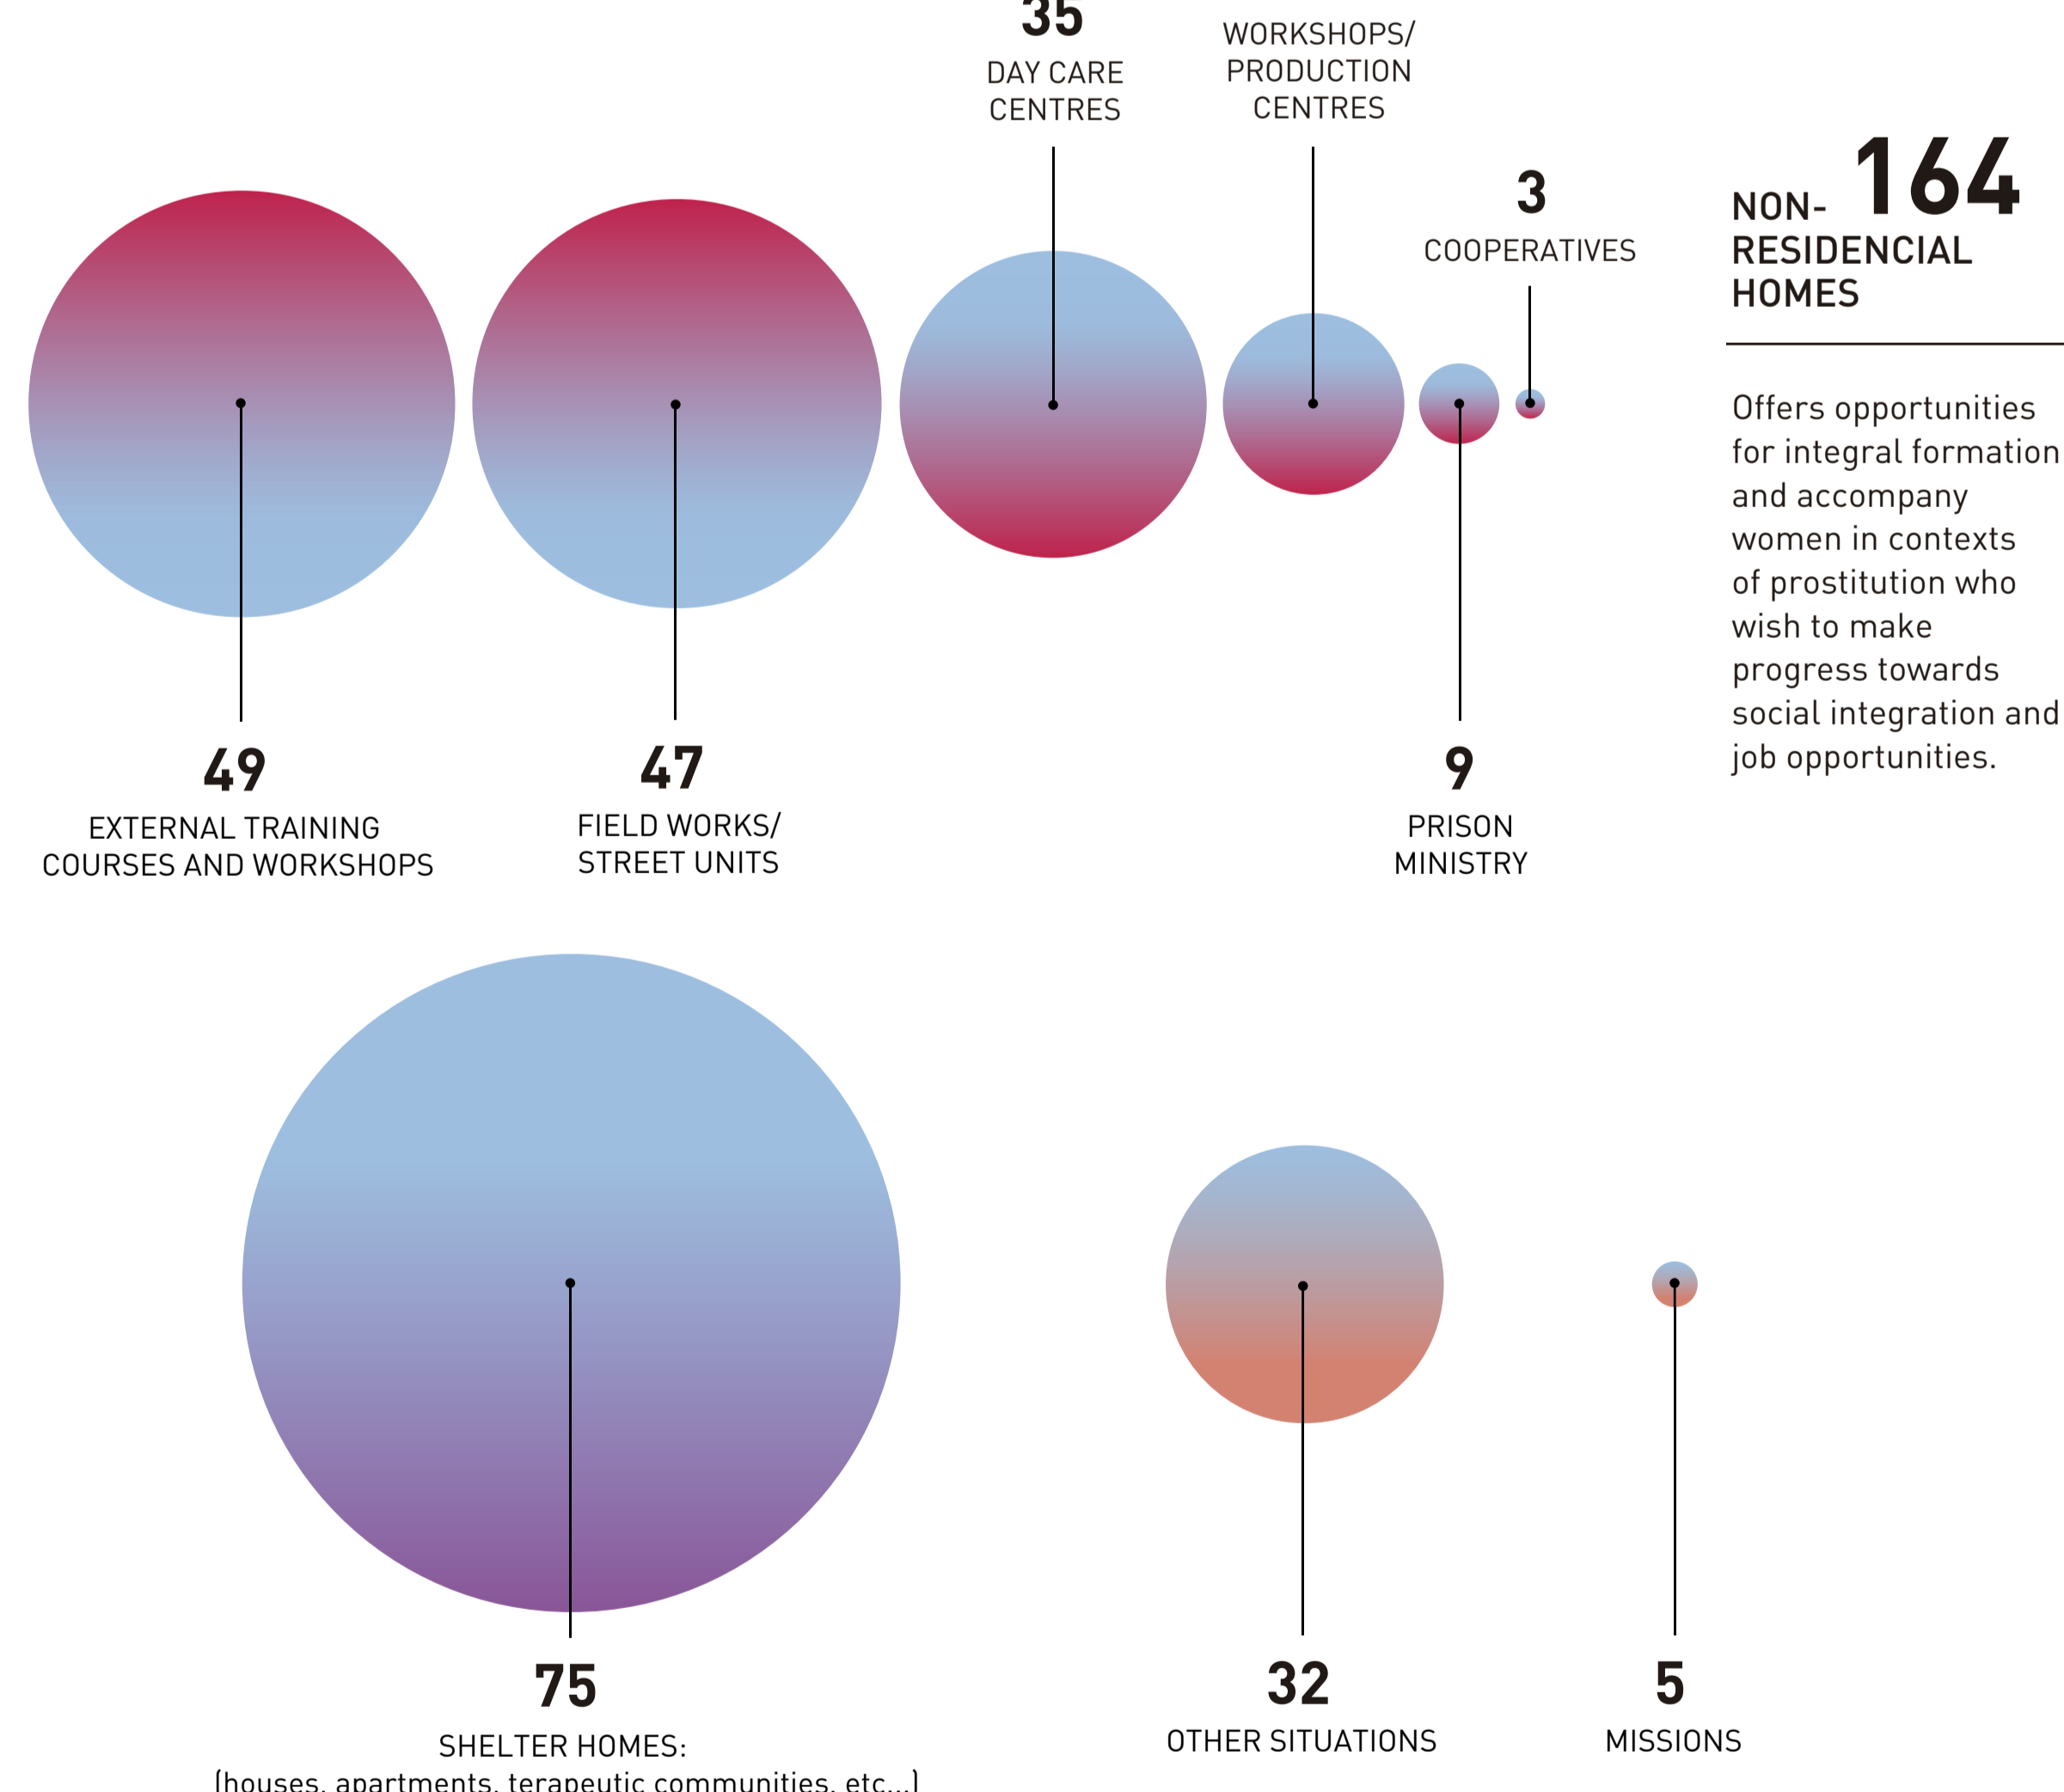 35
DAY CARE
CENTRES
WORKSHOPS/
PRODUCTION
CENTRES
3
COOPERATIVES
NON- 164
RESIDENCIAL
HOMES
Offers opportunities
for integral formation
and accompany
women in contexts
of prostitution who
wish to make
progress towards
social integration and
job opportunities.
49
EXTERNAL TRAINING
COURSES AND WORKSHOPS
47
FIELD WORKS/
STREET UNITS
9
PRISON
MINISTRY
75
SHELTER HOMES:
(houses, apartments, terapeutic communities, etc...)
32
OTHER SITUATIONS
5
MISSIONS